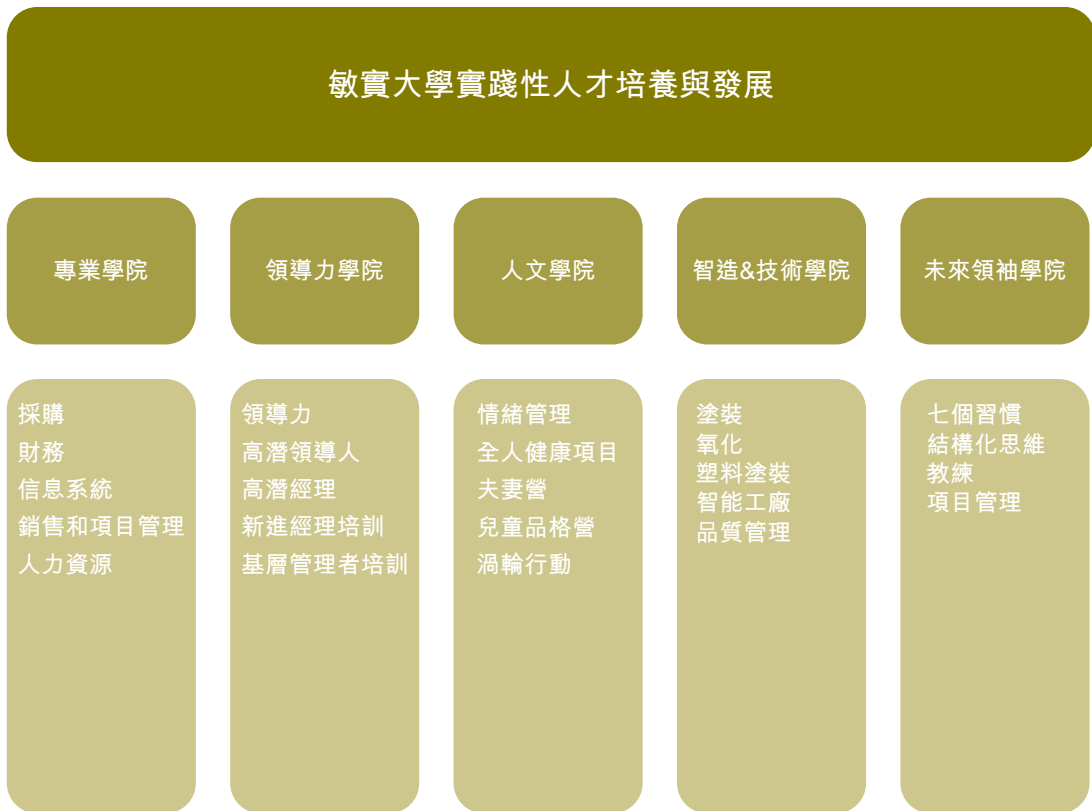 敏實大學實踐性人才培養與發展
專業學院
領導力學院
人文學院
智造&技術學院
未來領袖學院
採購
財務
信息系統
銷售和項目管理
人力資源
領導力
高潛領導人
高潛經理
新進經理培訓
基層管理者培訓
情緒管理
全人健康項目
夫妻營
兒童品格營
渦輪行動
塗裝
氧化
塑料塗裝
智能工廠
品質管理
七個習慣
結構化思維
教練
項目管理